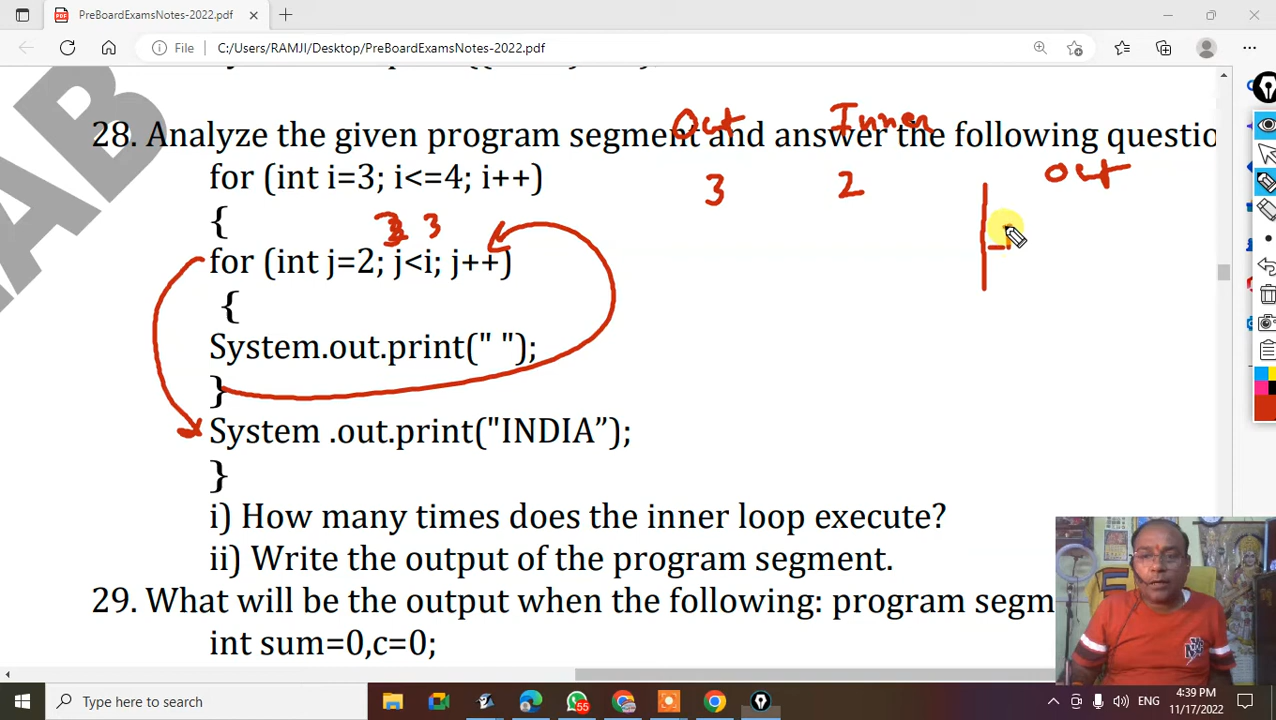 PreBoardExamsNotes-2022.pdf
File C:/Users/RAMJI/Desktop/PreBoardExamsNotes-2022.pdf
RAB
28. Analyze the given program segment and answer the following questio
Out Inner
for (int i=3; i<=4; i++)
3 2 out
{
3 3
for (int j=2; j<i; j++)
{
System.out.print(" ");
}
System .out.print("INDIA”);
}
i) How many times does the inner loop execute?
ii) Write the output of the program segment.
29. What will be the output when the following: program segm
int sum=0,c=0;
Type here to search
55
4:39 PM
11/17/2022